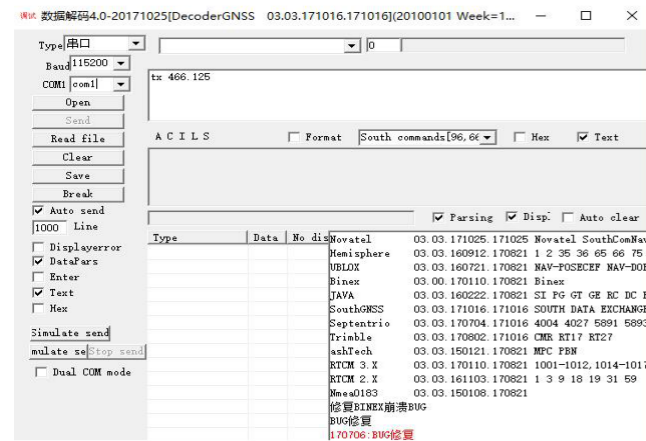 调试 数据解码4.0-20171025[DecoderGNSS 03.03.171016.171016](20100101 Week=1...
Type 串口
0
Baud 115200
COM1 com1
tx 466.125
Open
Send
Read file
A C I L S
Format
South commands[96,6
Hex
Text
Clear
Save
Break
Auto send
Parsing
Disp
Auto clear
1000 Line
Type Data No dis
Displayerror
DataPars
Enter
Text
Hex
Simulate send
mulate se
Stop send
Dual COM mode
Novatel 03.03.171025.171025 Novatel SouthComNav
Hemisphere 03.03.160912.170821 1 2 35 36 65 66 75
UBLOX 03.03.160721.170821 NAV-POSECEF NAV-DO
Binex 03.00.170110.170821 Binex
JAVA 03.03.160222.170821 SI PG GT GE RC DC
SouthGNSS 03.03.171016.171016 SOUTH DATA EXCHANGE
Septentrio 03.03.170704.171016 4004 4027 5891 5893
Trimble 03.03.170802.171016 CMR RT17 RT27
ashTech 03.03.150121.170821 MPC PBN
RTCM 3.X 03.03.170110.170821 1001-1012,1014-1017
RTCM 2.X 03.03.161103.170821 1 3 9 18 19 31 59
Nmea0183 03.03.150108.170821
修复BINEX崩溃BUG
BUG修复
170706:BUG修复